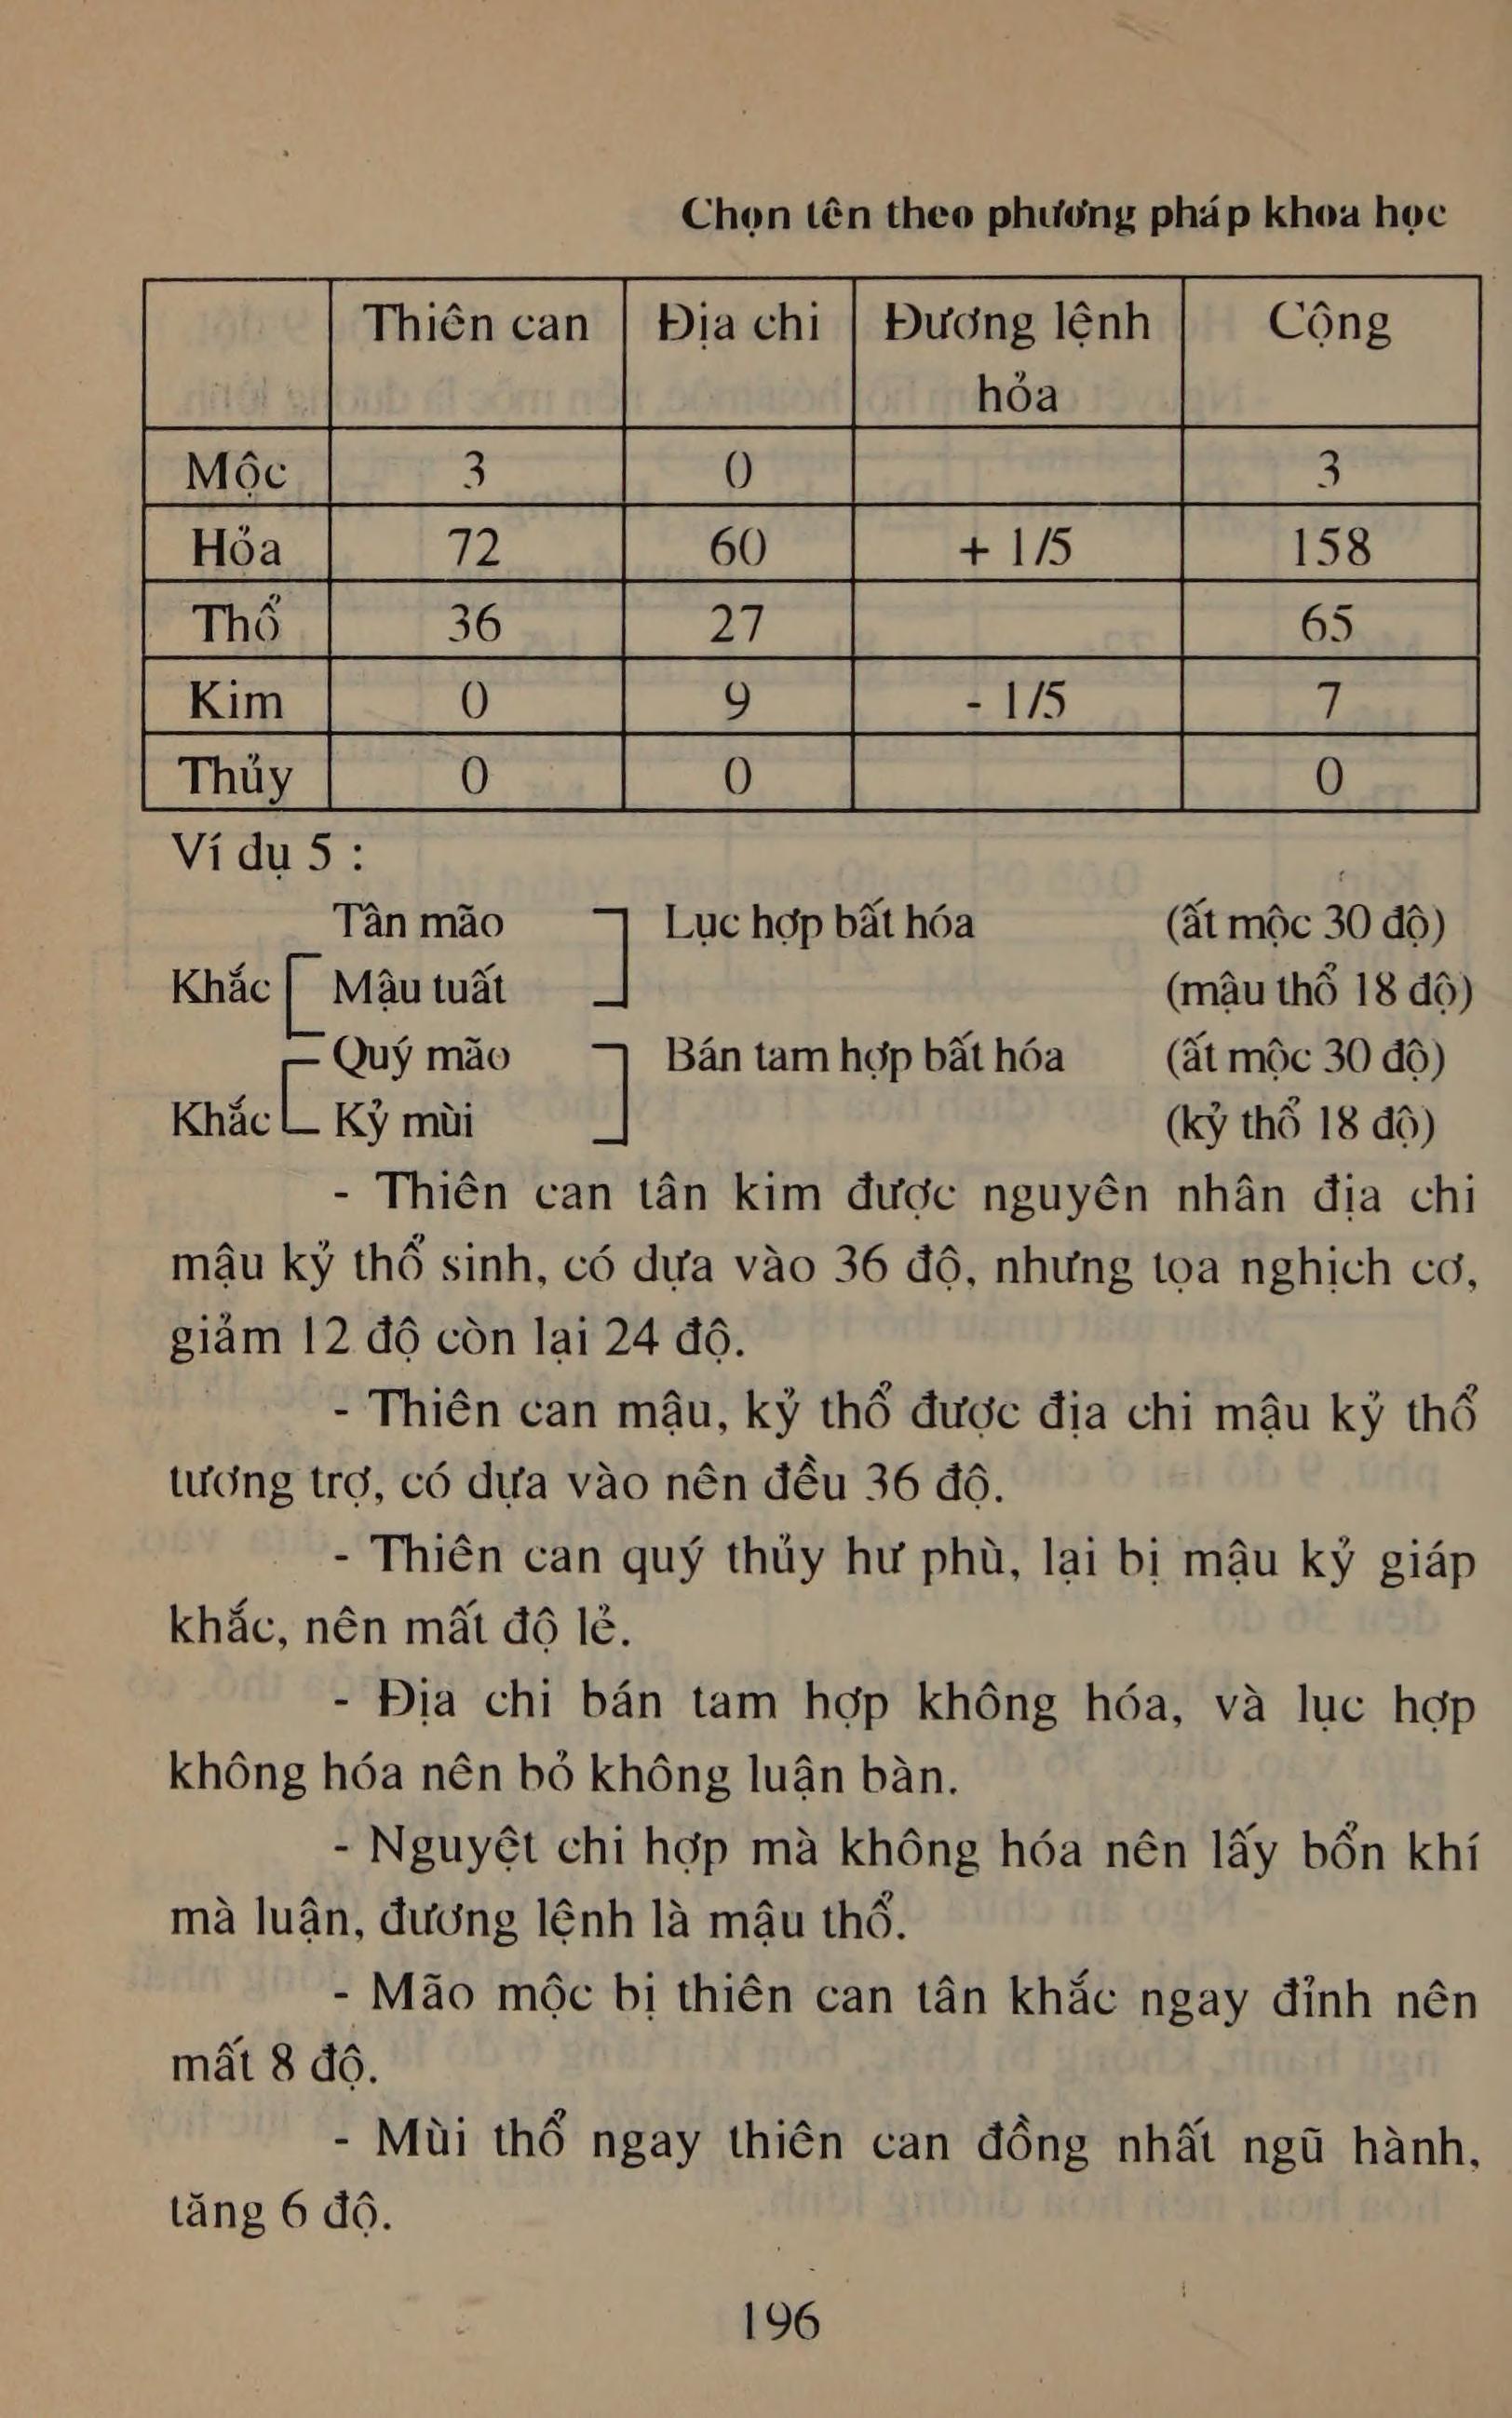 Chọn tên theo phương pháp khoa học
Thiên can Địa chi Đương lệnh hỏa Cộng
Mộc 3 0 3
Hỏa 72 60 + 1/5 158
Thổ 36 27 65
Kim 0 9 - 1/5 7
Thủy 0 0 0
Ví dụ 5 :
Tân mão Lục hợp bất hóa (ất mộc 30 độ)
Khắc Mậu tuất (mậu thổ 18 độ)
Quý mão Bán tam hợp bất hóa (ất mộc 30 độ)
Khắc Kỷ mùi (kỷ thổ 18 độ)
- Thiên can tân kim được nguyên nhân địa chi
mậu kỷ thổ sinh, có dựa vào 36 độ, nhưng tọa nghịch cơ,
giảm 12 độ còn lại 24 độ.
- Thiên can mậu, kỷ thổ được địa chi mậu kỷ thổ
tương trợ, có dựa vào nên đều 36 độ.
- Thiên can quý thủy hư phù, lại bị mậu kỷ giáp
khắc, nên mất độ lẻ.
- Địa chi bán tam hợp không hóa, và lục hợp
không hóa nên bỏ không luận bàn.
- Nguyệt chi hợp mà không hóa nên lấy bổn khí
mà luận, đương lệnh là mậu thổ.
- Mão mộc bị thiên can tân khắc ngay đỉnh nên
mất 8 độ.
- Mùi thổ ngay thiên can đồng nhất ngũ hành,
tăng 6 độ.
196